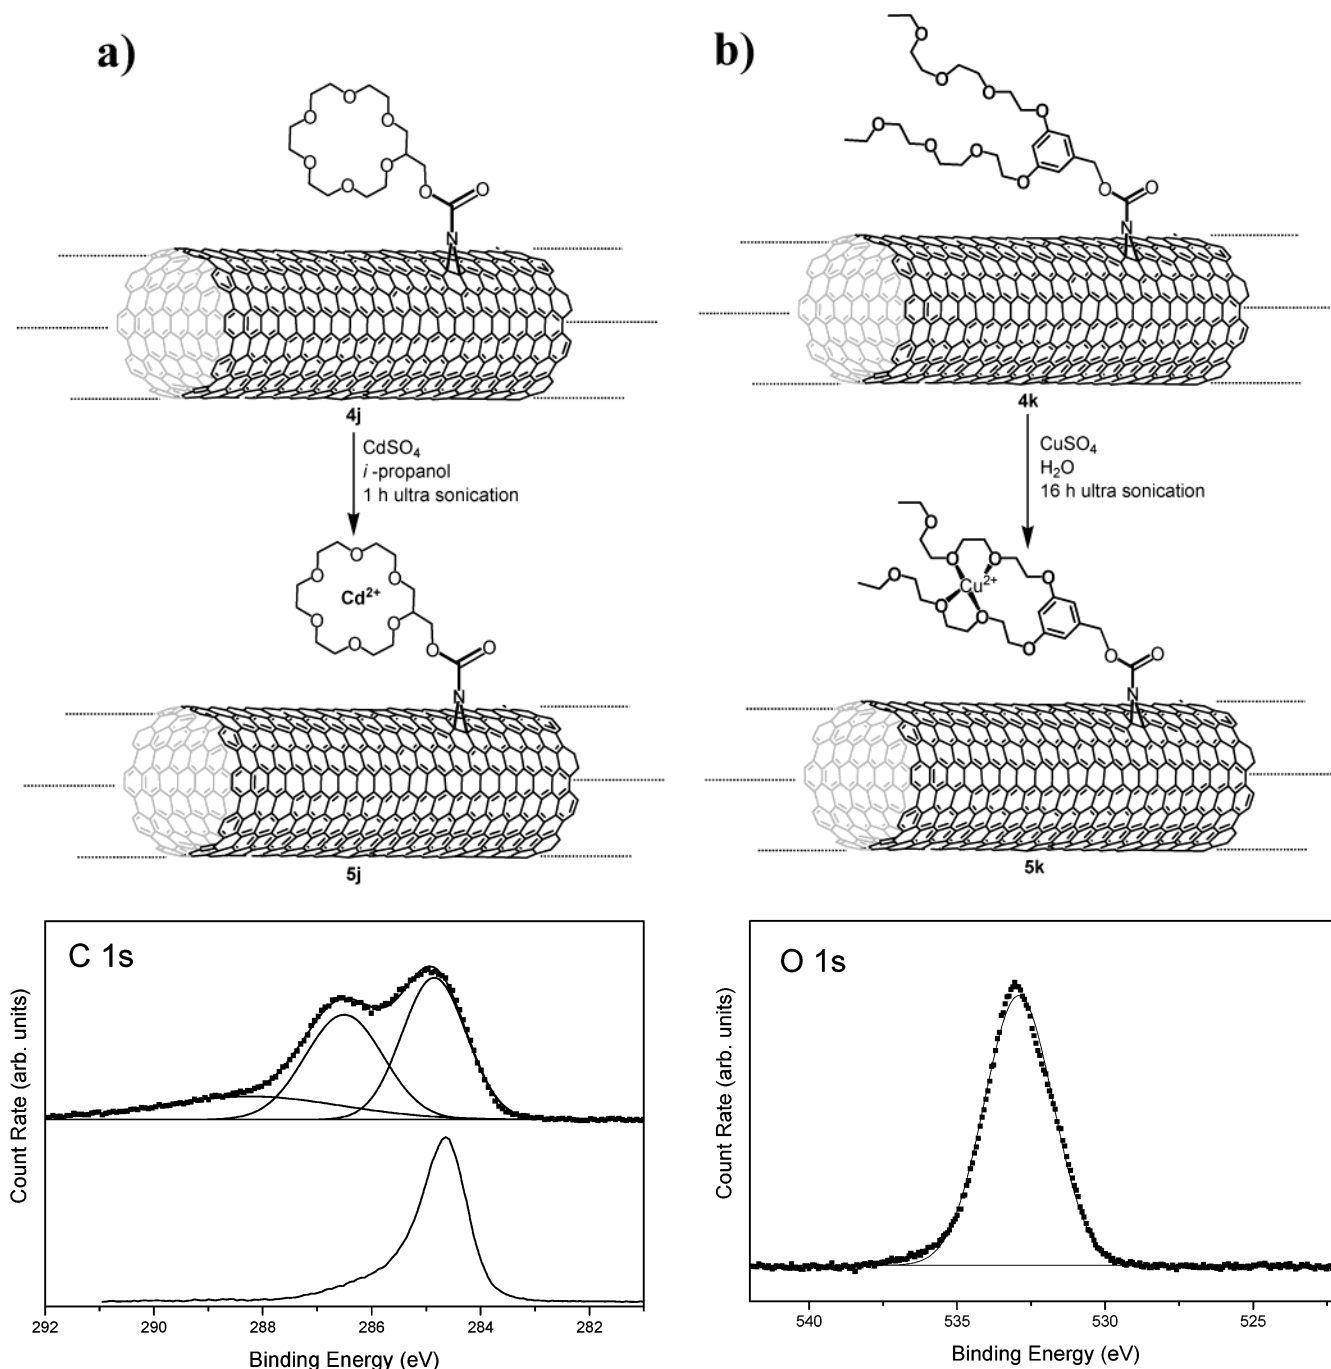 a)
O
O
O
O
O
O
O
O
N
4j
CdSO₄
i -propanol
1 h ultra sonication
O
O
O
Cd²⁺
O
O
O
O
O
N
5j
b)
O
O
O
O
O
O
O
O
O
O
N
4k
CuSO₄
H₂O
16 h ultra sonication
O
O
O
O
O
Cu²⁺
O
O
O
O
O
N
5k
C 1s
Count Rate (arb. units)
292 290 288 286 284 282
Binding Energy (eV)
O 1s
Count Rate (arb. units)
540 535 530 525
Binding Energy (eV)